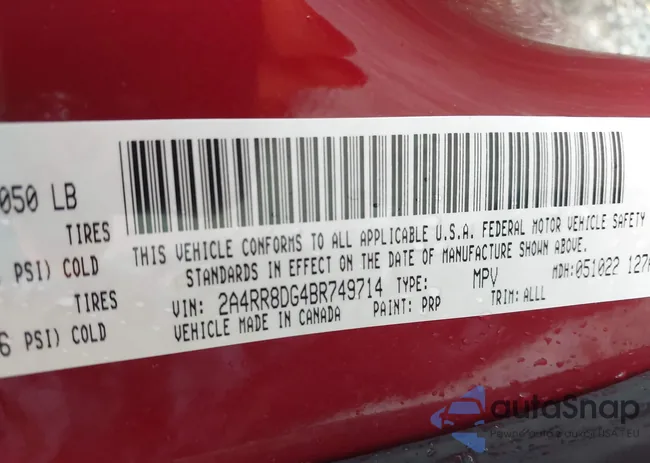 050 LB
TIRES
PSI) COLD
TIRES
6 PSI) COLD
THIS VEHICLE CONFORMS TO ALL APPLICABLE U.S.A. FEDERAL MOTOR VEHICLE SAFETY
STANDARDS IN EFFECT ON THE DATE OF MANUFACTURE SHOWN ABOVE.
VIN: 2A4RR8DG4BR749714 TYPE: MPV MDH:051022 127
VEHICLE MADE IN CANADA PAINT: PRP TRIM: ALLL
autoSnap